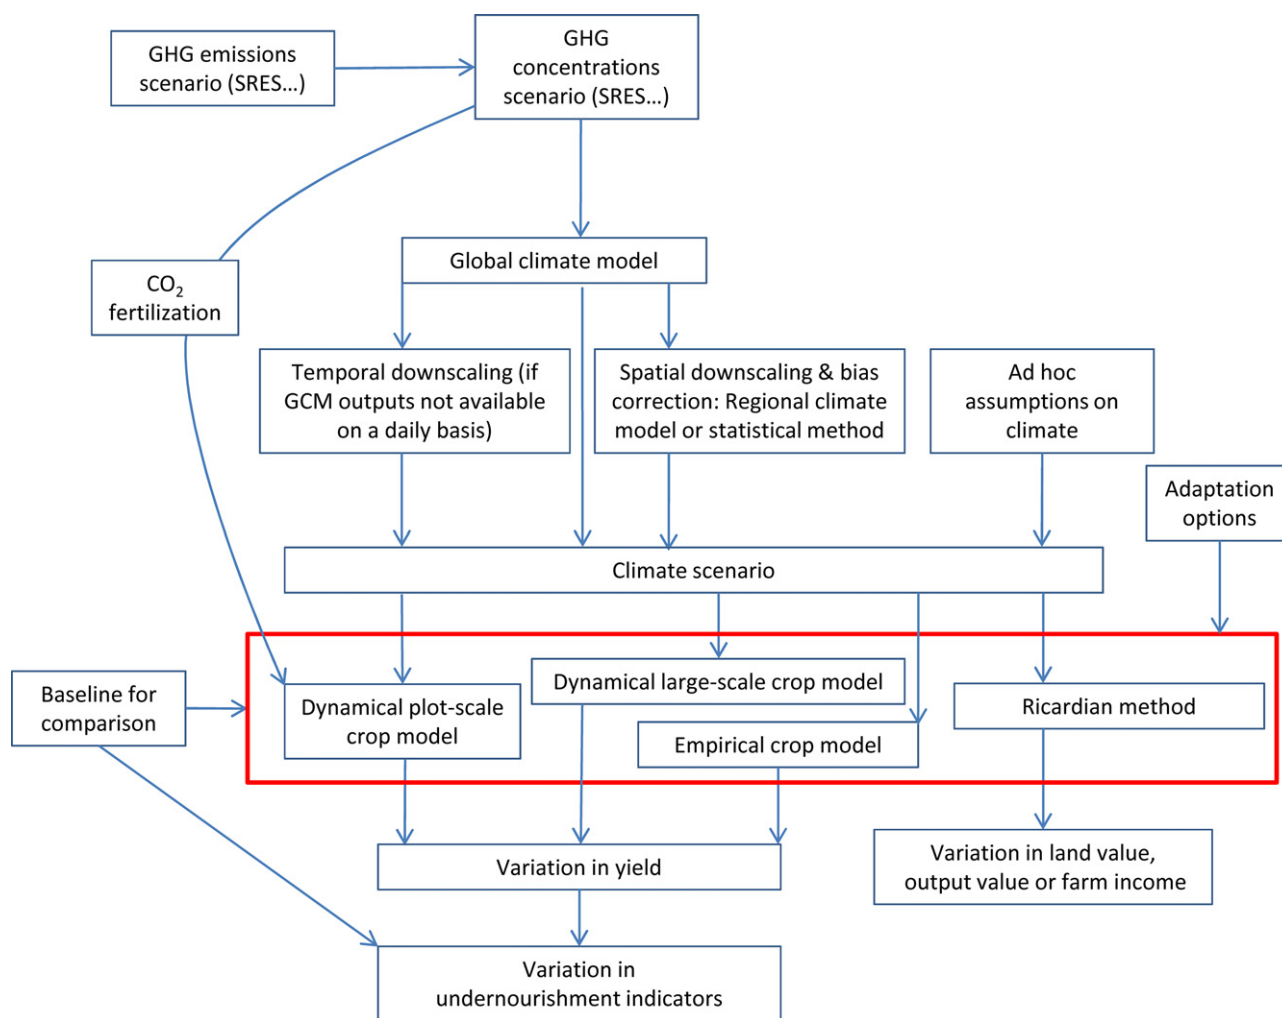 GHG emissions
scenario (SRES...)
GHG
concentrations
scenario (SRES...)
Global climate model
CO₂
fertilization
Temporal downscaling (if
GCM outputs not available
on a daily basis)
Spatial downscaling & bias
correction: Regional climate
model or statistical method
Ad hoc
assumptions on
climate
Adaptation
options
Climate scenario
Baseline for
comparison
Dynamical plot-scale
crop model
Dynamical large-scale crop model
Empirical crop model
Ricardian method
Variation in yield
Variation in land value,
output value or farm income
Variation in
undernourishment indicators